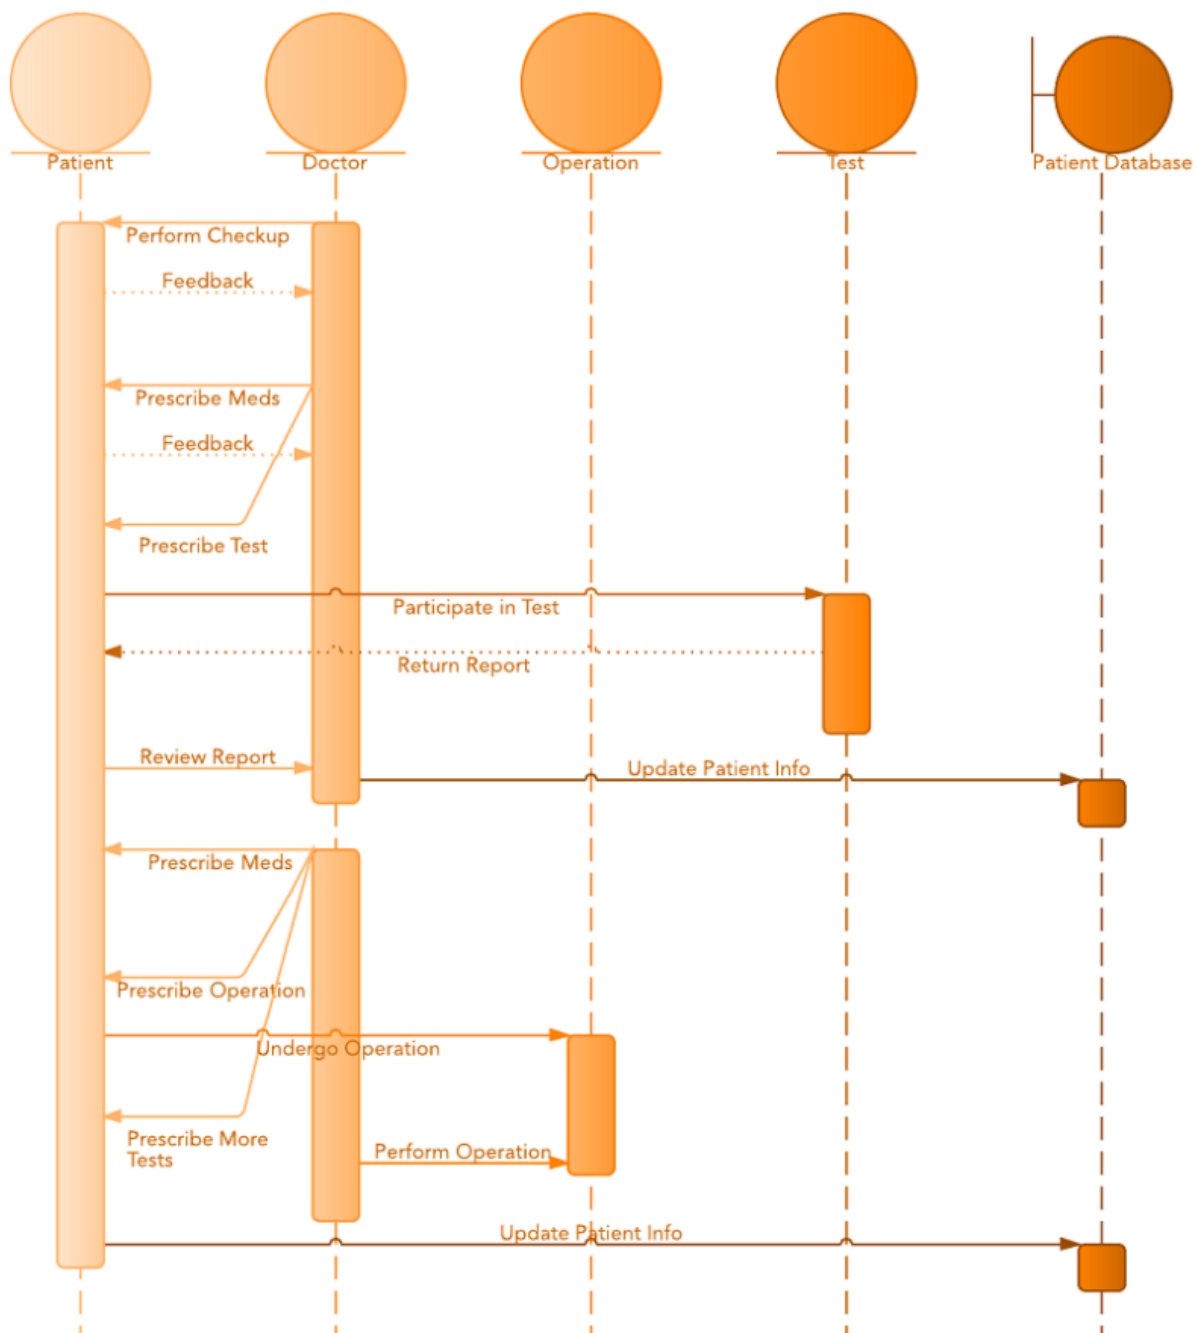 Patient
Doctor
Operation
Test
Patient Database
Perform Checkup
Feedback
Prescribe Meds
Feedback
Prescribe Test
Participate in Test
Return Report
Review Report
Update Patient Info
Prescribe Meds
Prescribe Operation
Undergo Operation
Prescribe More
Tests
Perform Operation
Update Patient Info